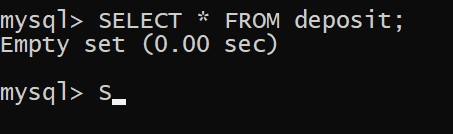 mysql> SELECT * FROM deposit;
Empty set (0.00 sec)
mysql> S